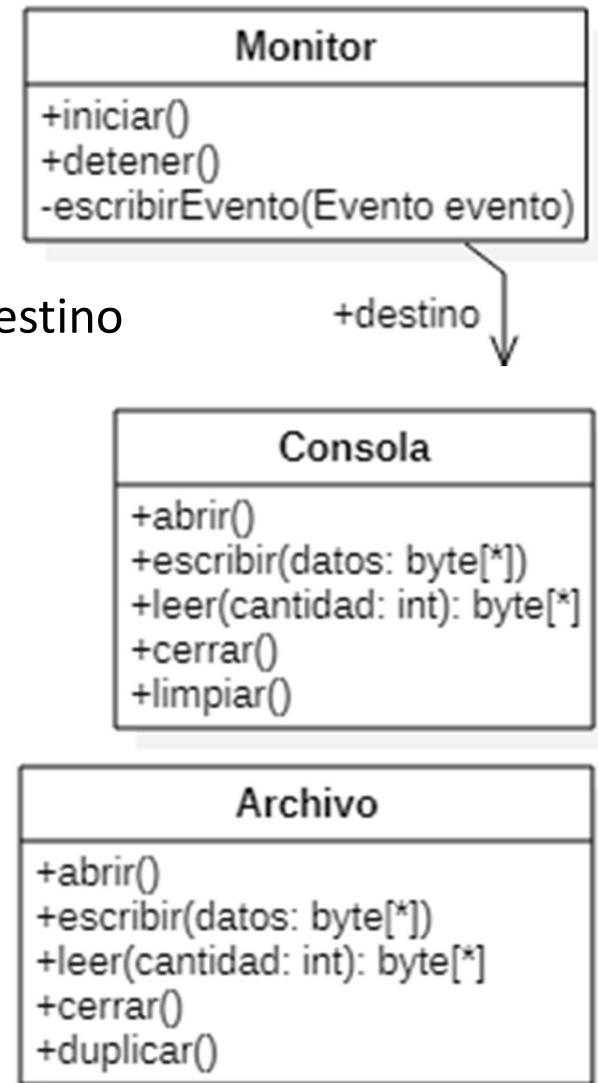 Monitor
+iniciar()
+detener()
-escribirEvento(Evento evento)
estino
+destino
Consola
+abrir()
+escribir(datos: byte[*])
+leer(cantidad: int): byte[*]
+cerrar()
+limpiar()
Archivo
+abrir()
+escribir(datos: byte[*])
+leer(cantidad: int): byte[*]
+cerrar()
+duplicar()